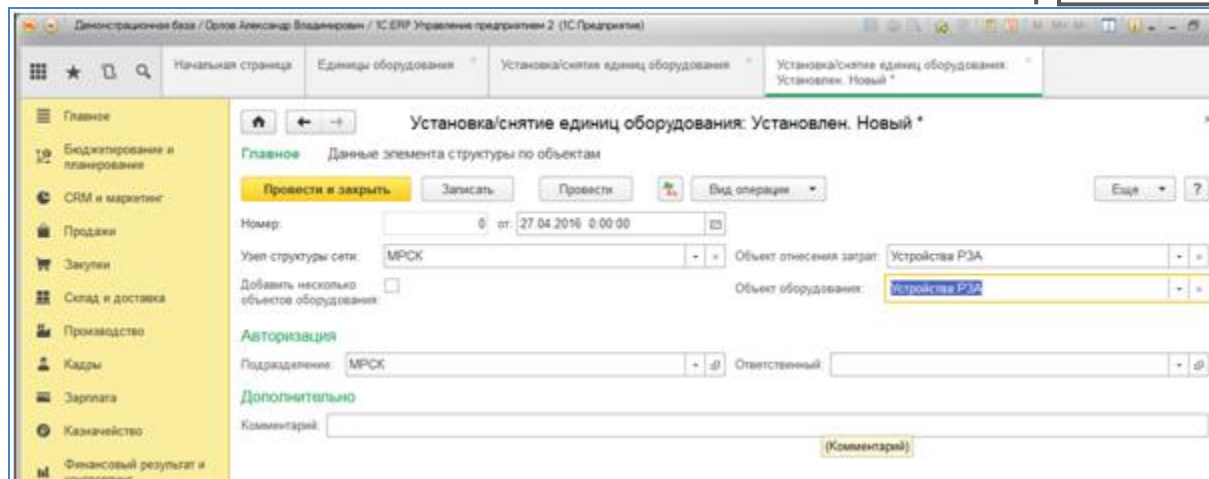 Демонстрационная база / Орлов Александр Владимирович / 1С:ERP Управление предприятием 2 (1С:Предприятие)
M M+ M-
Начальная страница
Единицы оборудования
Установка/снятие единиц оборудования
Установка/снятие единиц оборудования:
Установлен. Новый *
Главное
Бюджетирование и
планирование
CRM и маркетинг
Продажи
Закупки
Склад и доставка
Производство
Кадры
Зарплата
Казначейство
Финансовый результат и
контроллинг
Установка/снятие единиц оборудования: Установлен. Новый *
Главное Данные элемента структуры по объектам
Провести и закрыть Записать Провести Вид операции Еще ?
Номер: 0 от: 27.04.2016 0:00:00
Узел структуры сети: МРСК Объект отнесения затрат: Устройства РЗА
Добавить несколько
объектов оборудования:
Объект оборудования: Устройства РЗА
Авторизация
Подразделение: МРСК Ответственный:
Дополнительно
Комментарий:
(Комментарий)